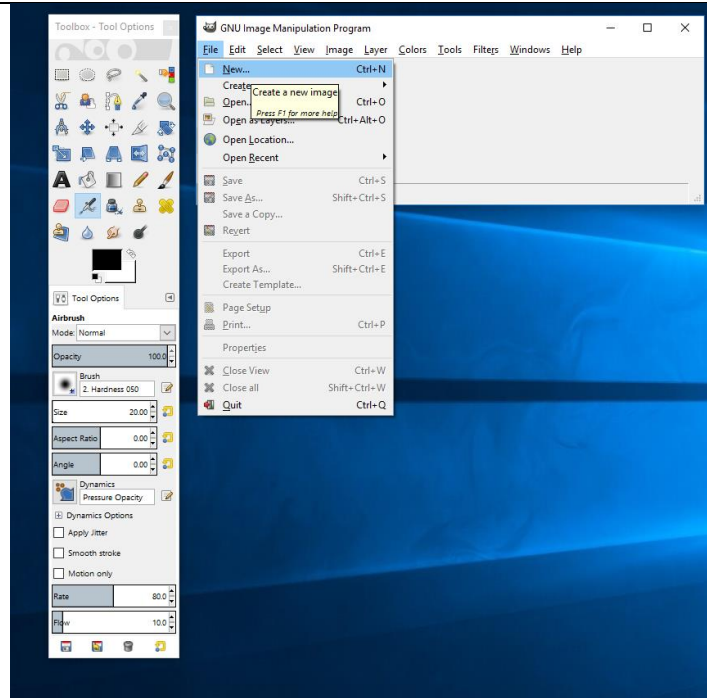 Toolbox - Tool Options
Tool Options
Airbrush
Mode: Normal
Opacity 100.0
Brush
2. Hardness 050
Size 20.00
Aspect Ratio 0.00
Angle 0.00
Dynamics
Pressure Opacity
Dynamics Options
Apply Jitter
Smooth stroke
Motion only
Rate 80.0
Flow 10.0
GNU Image Manipulation Program
File Edit Select View Image Layer Colors Tools Filters Windows Help
New... Ctrl+N
Create
Create a new image
Press F1 for more help
Open... Ctrl+O
Open as Layers... Ctrl+Alt+O
Open Location...
Open Recent
Save Ctrl+S
Save As... Shift+Ctrl+S
Save a Copy...
Revert
Export Ctrl+E
Export As... Shift+Ctrl+E
Create Template...
Page Setup
Print... Ctrl+P
Properties
Close View Ctrl+W
Close all Shift+Ctrl+W
Quit Ctrl+Q